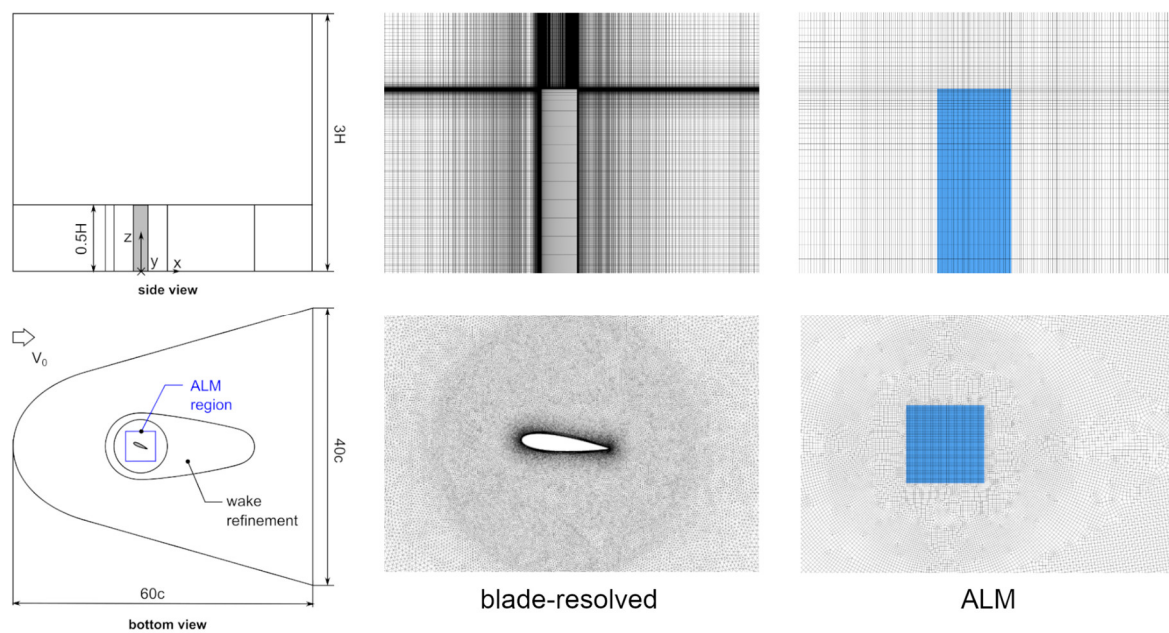 3H
0.5H
z
y
x
side view
V₀
ALM
region
40c
wake
refinement
60c
bottom view
blade-resolved
ALM